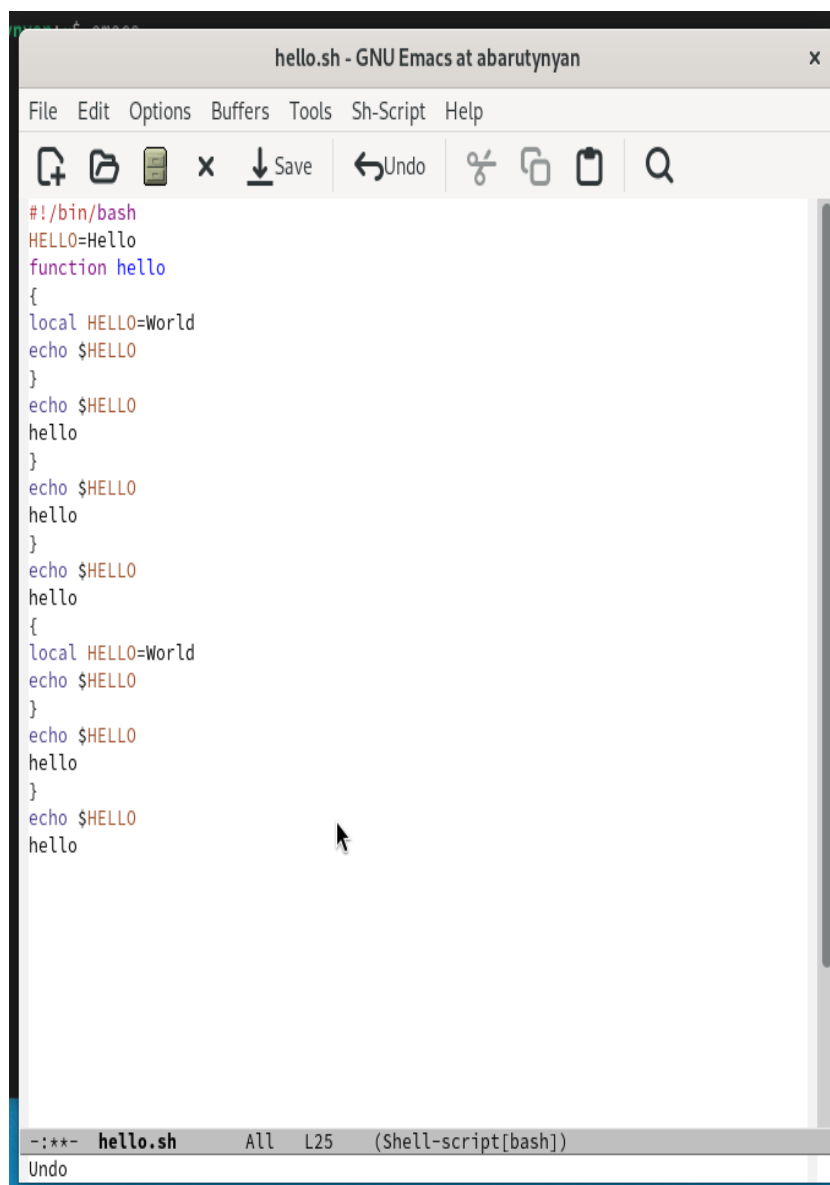 hello.sh - GNU Emacs at abarutynyan
File Edit Options Buffers Tools Sh-Script Help
Save Undo
#!/bin/bash
HELLO=Hello
function hello
{
local HELLO=World
echo $HELLO
}
echo $HELLO
hello
}
echo $HELLO
hello
}
echo $HELLO
hello
{
local HELLO=World
echo $HELLO
}
echo $HELLO
hello
}
echo $HELLO
hello
-:**- hello.sh All L25 (Shell-script[bash])
Undo